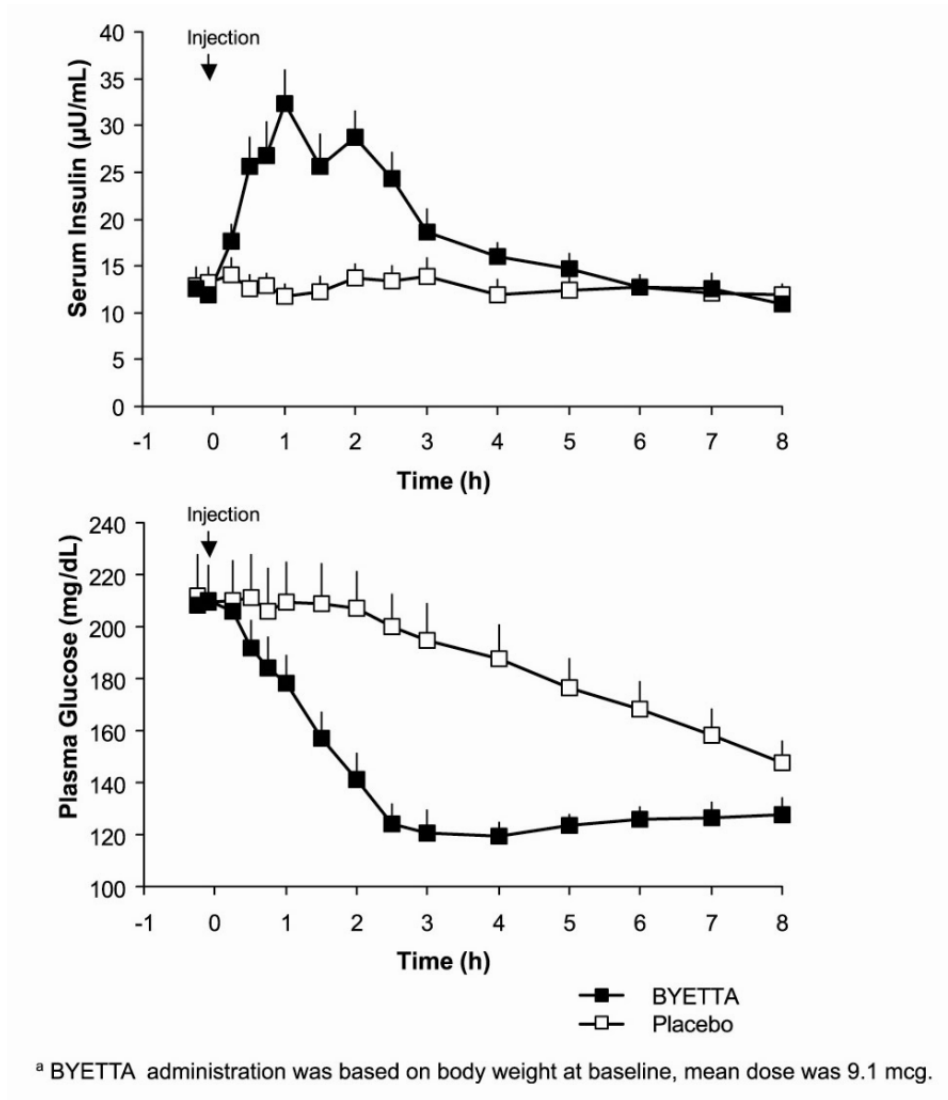 Injection
40
35
30
25
20
15
10
5
0
Serum Insulin (µU/mL)
-1 0 1 2 3 4 5 6 7 8
Time (h)
Injection
240
220
200
180
160
140
120
100
Plasma Glucose (mg/dL)
-1 0 1 2 3 4 5 6 7 8
Time (h)
BYETTA
Placebo
a BYETTA administration was based on body weight at baseline, mean dose was 9.1 mcg.